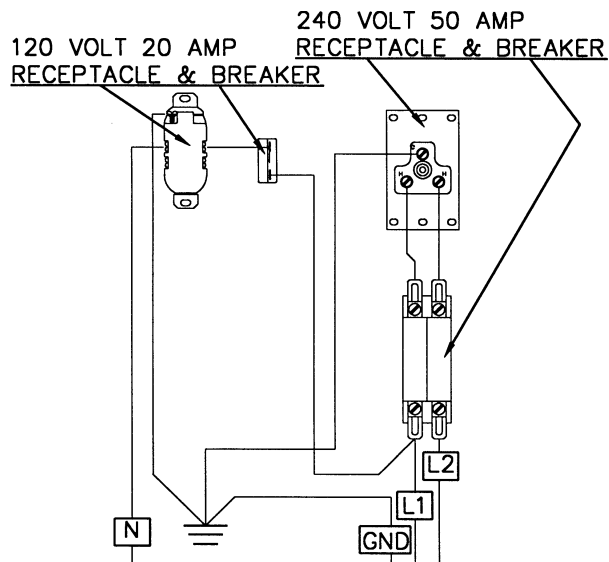 120 VOLT 20 AMP
RECEPTACLE & BREAKER
240 VOLT 50 AMP
RECEPTACLE & BREAKER
G
H
H
L2
L1
N
GND